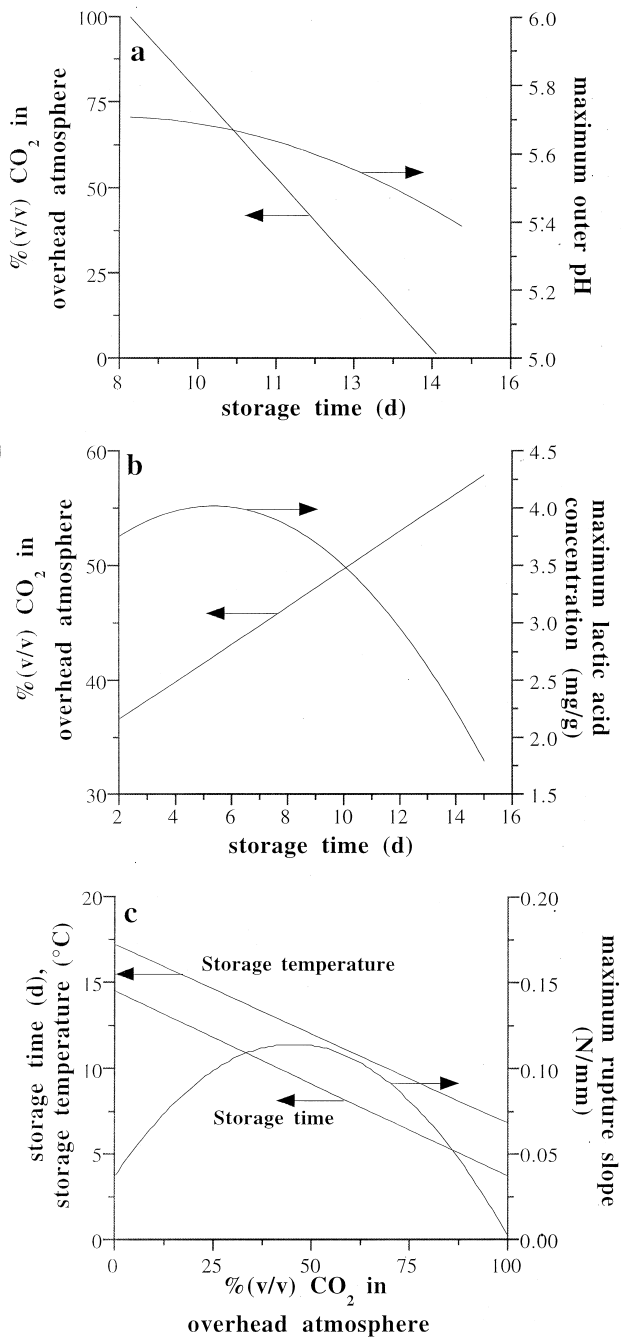 a
%(v/v) CO2 in
overhead atmosphere
100
75
50
25
0
6.0
5.8
5.6
5.4
5.2
5.0
maximum outer pH
8
10
11
13
14
16
storage time (d)
b
%(v/v) CO2 in
overhead atmosphere
60
50
40
30
4.5
4.0
3.5
3.0
2.5
2.0
1.5
maximum lactic acid
concentration (mg/g)
2
4
6
8
10
12
14
16
storage time (d)
c
storage time (d),
storage temperature (°C)
20
15
10
5
0
Storage temperature
Storage time
0.20
0.15
0.10
0.05
0.00
maximum rupture slope
(N/mm)
0
25
50
75
100
%(v/v) CO2 in
overhead atmosphere